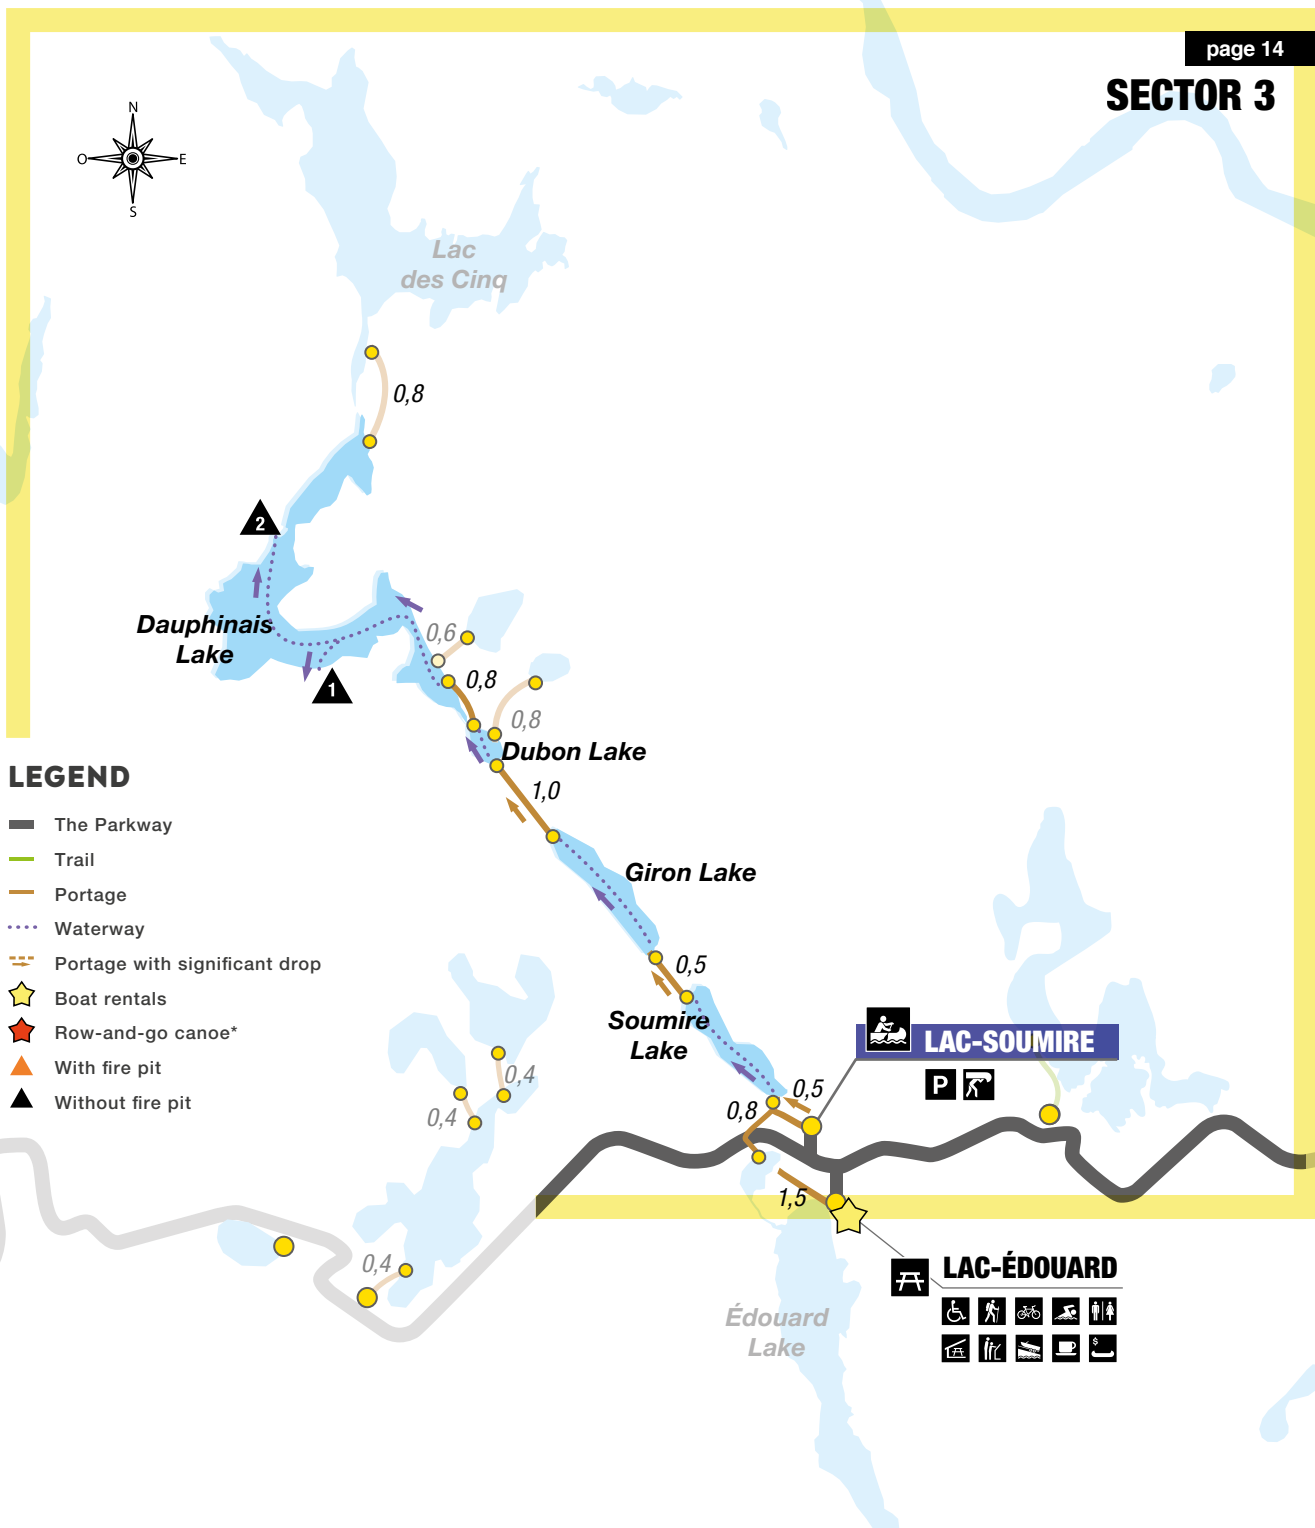 page 14
SECTOR 3
N
O
E
S
Lac
des Cinq
0,8
2
Dauphinais
Lake
1
0,6
0,8
0,8
Dubon Lake
1,0
Giron Lake
0,5
Soumire
Lake
LAC-SOUMIRE
P
0,5
0,8
1,5
LAC-ÉDOUARD
$
Édouard
Lake
0,4
0,4
0,4
LEGEND
The Parkway
Trail
Portage
Waterway
Portage with significant drop
Boat rentals
Row-and-go canoe*
With fire pit
Without fire pit